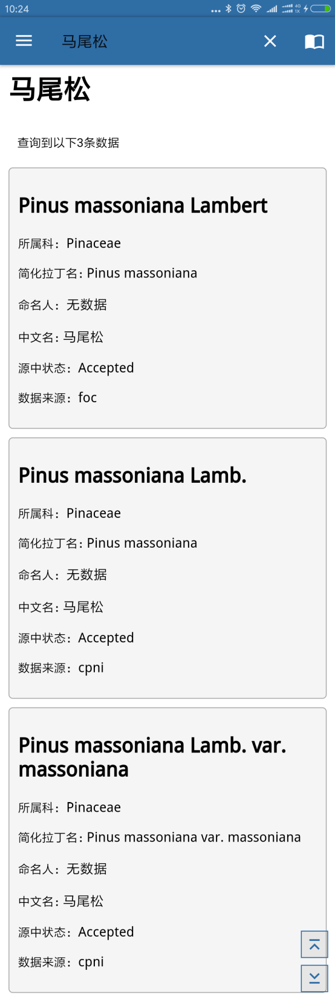 10:24
4G
1X
马尾松
马尾松
查询到以下3条数据
Pinus massoniana Lambert
所属科：Pinaceae
简化拉丁名：Pinus massoniana
命名人：无数据
中文名：马尾松
源中状态：Accepted
数据来源：foc
Pinus massoniana Lamb.
所属科：Pinaceae
简化拉丁名：Pinus massoniana
命名人：无数据
中文名：马尾松
源中状态：Accepted
数据来源：cpni
Pinus massoniana Lamb. var.
massoniana
所属科：Pinaceae
简化拉丁名：Pinus massoniana var. massoniana
命名人：无数据
中文名：马尾松
源中状态：Accepted
数据来源：cpni